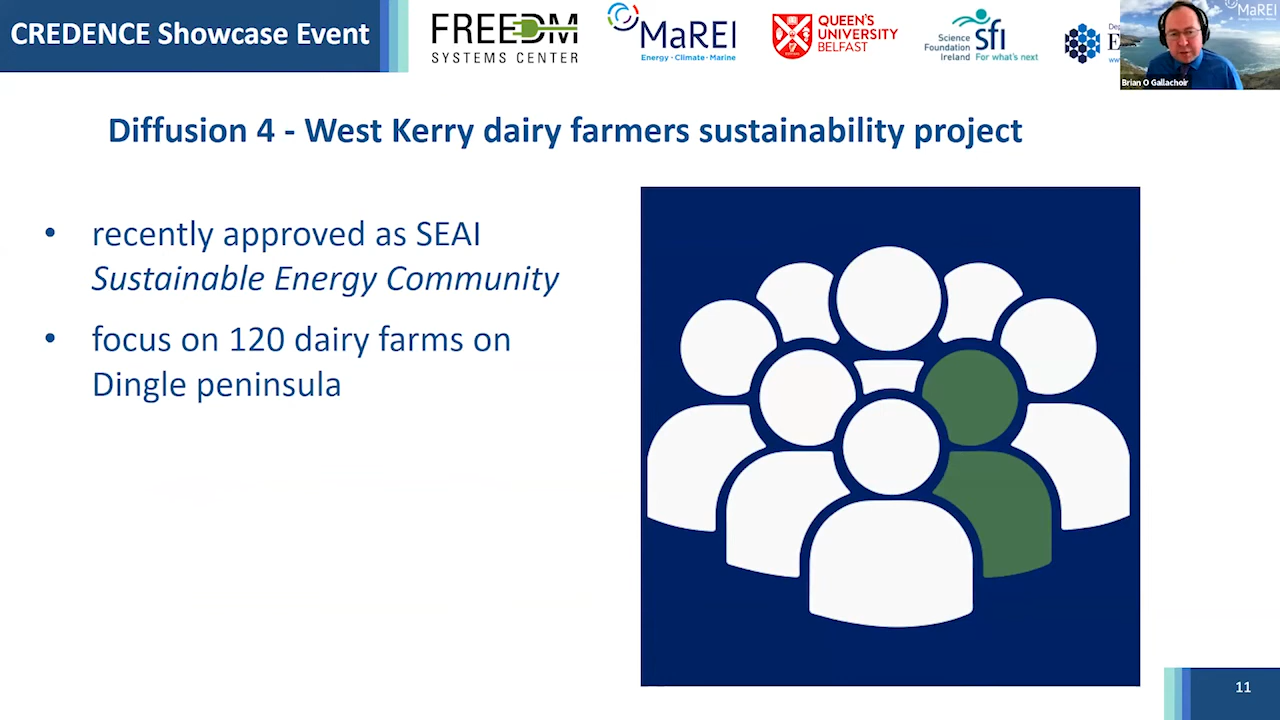 CREDENCE Showcase Event
FREEDM
SYSTEMS CENTER
MaREI
Energy · Climate · Marine
QUEEN'S
UNIVERSITY
BELFAST
Science
Foundation
Ireland
sfi
For what's next
MaREI
Brian O Gallachoir
Diffusion 4 - West Kerry dairy farmers sustainability project
• recently approved as SEAI
Sustainable Energy Community
• focus on 120 dairy farms on
Dingle peninsula
11